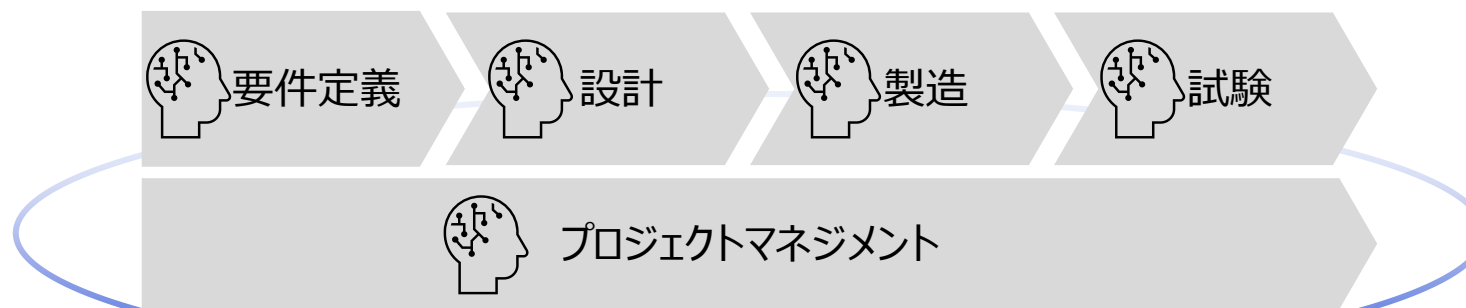 要件定義
設計
製造
試験
プロジェクトマネジメント